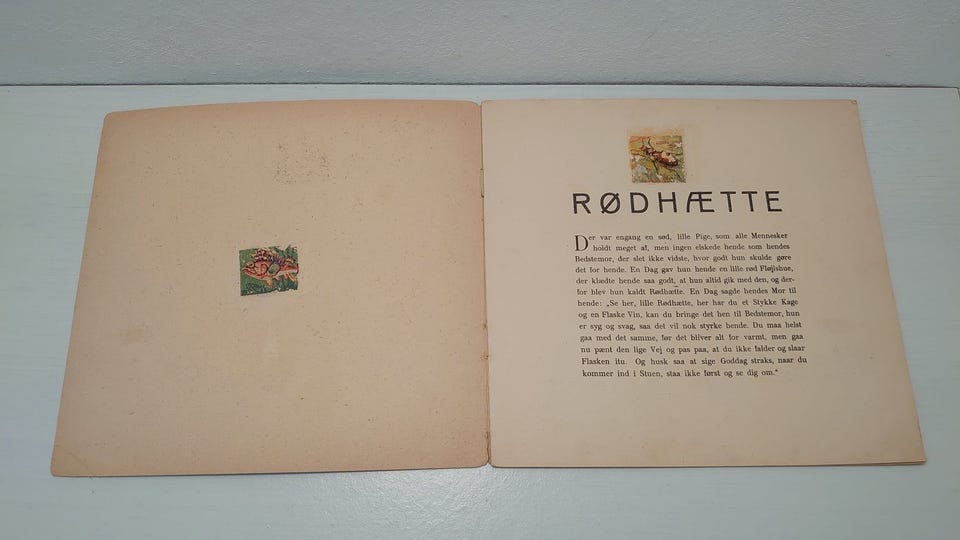 RØDHÆTTE
Der var engang en sød, lille Pige, som alle Mennesker
holdt meget af, men ingen elskede hende som hendes
Bedstemor, der slet ikke vidste, hvor godt hun skulde gøre
det for hende. En Dag gav hun hende en lille rød Fløjlshue,
der klædte hende saa godt, at hun altid gik med den, og der-
for blev hun kaldt Rødhætte. En Dag sagde hendes Mor til
hende: „Se her, lille Rødhætte, her har du et Stykke Kage
og en Flaske Vin, kan du bringe det hen til Bedstemor, hun
er syg og svag, saa det vil nok styrke hende. Du maa helst
gaa med det samme, før det bliver alt for varmt, men gaa
nu pænt den lige Vej og pas paa, at du ikke falder og slaar
Flasken itu. Og husk saa at sige Goddag straks, naar du
kommer ind i Stuen, staa ikke først og se dig om.“